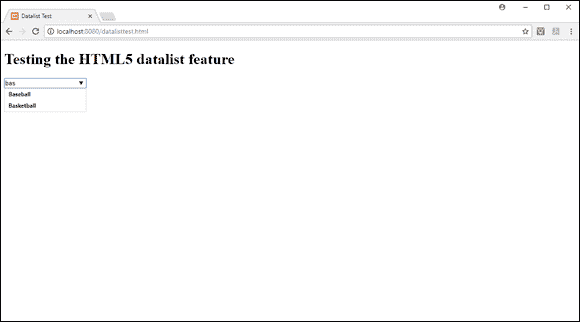 Datalist Test
localhost:8080/datalisttest.html
Testing the HTML5 datalist feature
bas
Baseball
Basketball